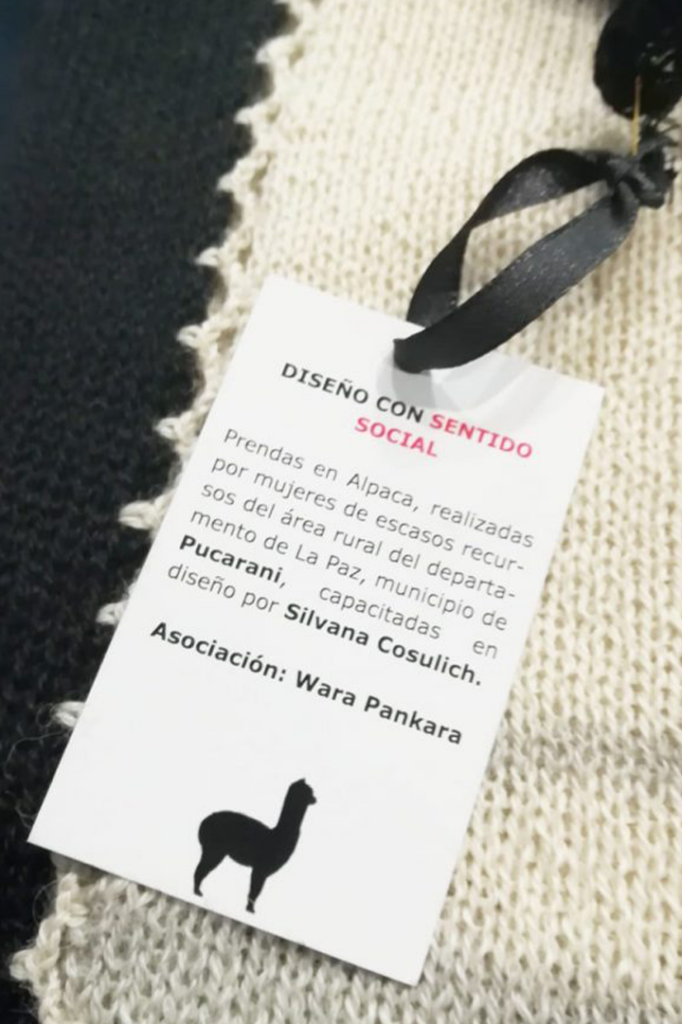 DISEÑO CON SENTIDO
SOCIAL
Prendas en Alpaca, realizadas
por mujeres de escasos recur-
sos del área rural del departa-
mento de La Paz, municipio de
Pucarani, capacitadas en
diseño por Silvana Cosulich.
Asociación: Wara Pankara